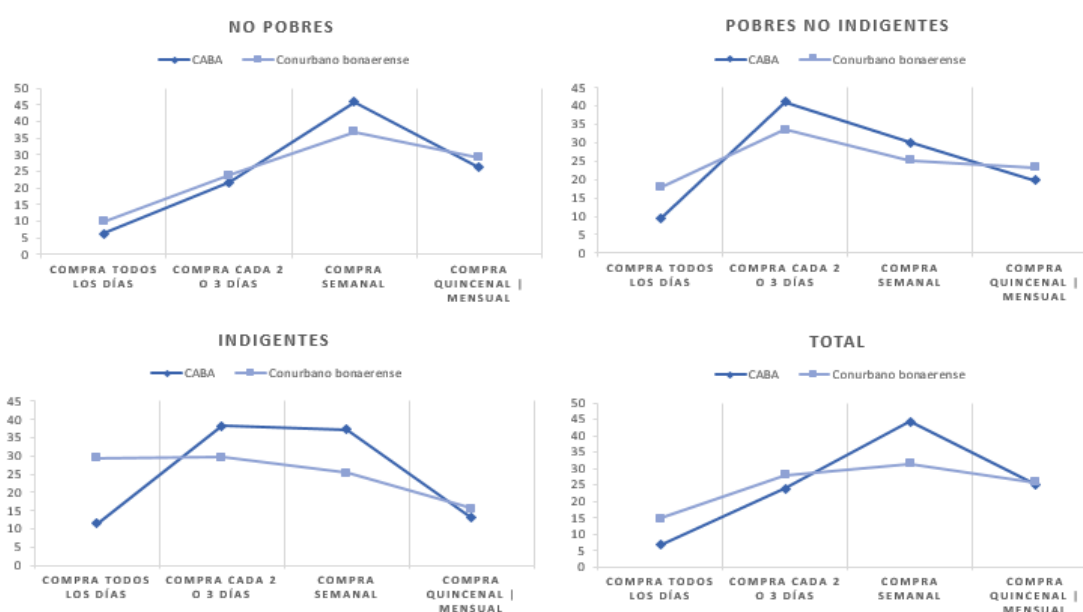 NO POBRES
CABA Conurbano bonaerense
50
45
40
35
30
25
20
15
10
5
0
COMPRA TODOS LOS DÍAS
COMPRA CADA 2 O 3 DÍAS
COMPRA SEMANAL
COMPRA QUINCENAL | MENSUAL
POBRES NO INDIGENTES
CABA Conurbano bonaerense
45
40
35
30
25
20
15
10
5
0
COMPRA TODOS LOS DÍAS
COMPRA CADA 2 O 3 DÍAS
COMPRA SEMANAL
COMPRA QUINCENAL | MENSUAL
INDIGENTES
CABA Conurbano bonaerense
45
40
35
30
25
20
15
10
5
0
COMPRA TODOS LOS DÍAS
COMPRA CADA 2 O 3 DÍAS
COMPRA SEMANAL
COMPRA QUINCENAL | MENSUAL
TOTAL
CABA Conurbano bonaerense
50
45
40
35
30
25
20
15
10
5
0
COMPRA TODOS LOS DÍAS
COMPRA CADA 2 O 3 DÍAS
COMPRA SEMANAL
COMPRA QUINCENAL | MENSUAL